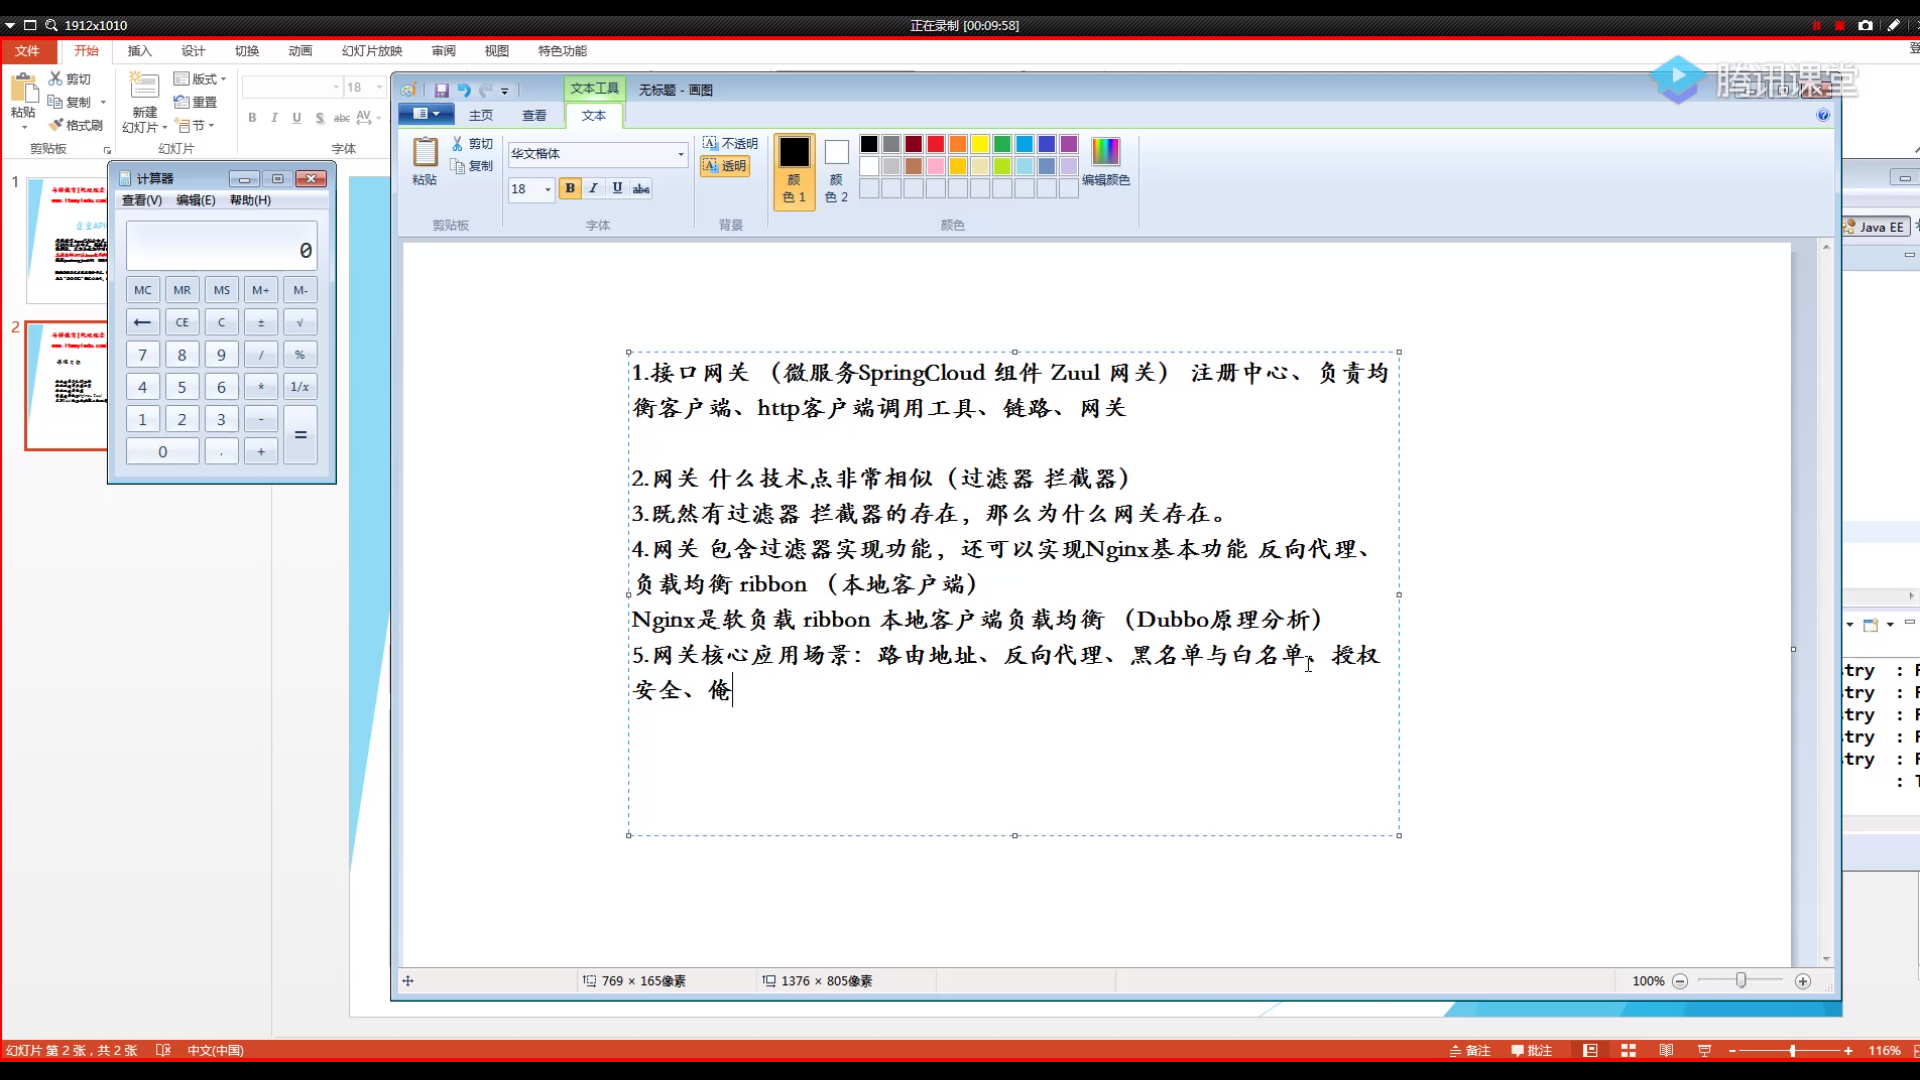 1912x1010
正在录制 [00:09:58]
文件 开始 插入 设计 切换 动画 幻灯片放映 审阅 视图 特色功能
粘贴 剪切 复制 格式刷 剪贴板
新建 幻灯片 版式 重置 节 幻灯片
18
B I U S abc AV
字体
腾讯课堂
文本工具 无标题 - 画图
主页 查看 文本
粘贴 剪切 复制 剪贴板
华文楷体
18 B I U abc
字体
不透明
透明
背景
颜色 1 颜色 2 编辑颜色
颜色
1
2
计算器
查看(V) 编辑(E) 帮助(H)
0
MC MR MS M+ M-
← CE C ± √
7 8 9 / %
4 5 6 * 1/x
1 2 3 - =
0 . +
Java EE
1.接口网关 （微服务SpringCloud 组件 Zuul 网关） 注册中心、负责均
衡客户端、http客户端调用工具、链路、网关
2.网关 什么技术点非常相似（过滤器 拦截器）
3.既然有过滤器 拦截器的存在，那么为什么网关存在。
4.网关 包含过滤器实现功能，还可以实现Nginx基本功能 反向代理、
负载均衡 ribbon （本地客户端）
Nginx是软负载 ribbon 本地客户端负载均衡 （Dubbo原理分析）
5.网关核心应用场景：路由地址、反向代理、黑名单与白名单、授权
安全、俺
stry : F
stry : F
stry : F
stry : F
stry : F
: T
769 × 165像素 1376 × 805像素 100%
幻灯片 第 2 张，共 2 张 中文(中国) 备注 批注 116%